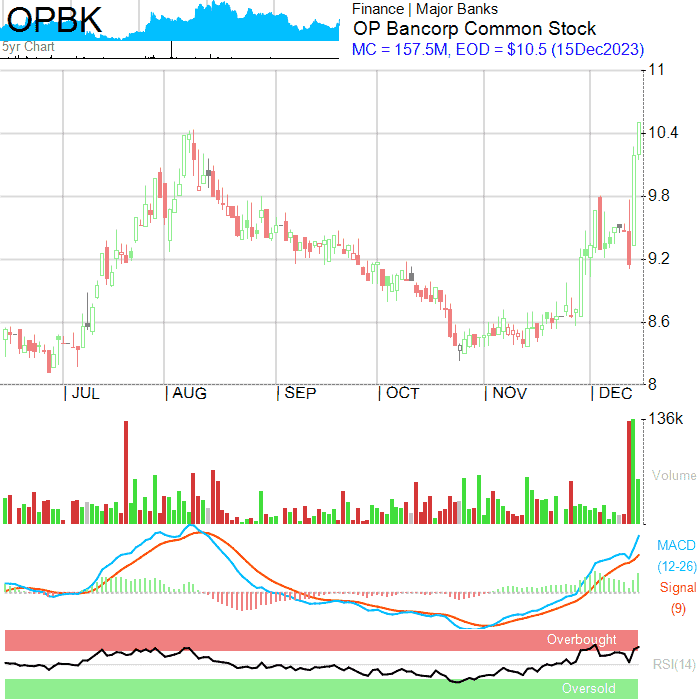 OPBK
5yr Chart
Finance | Major Banks
OP Bancorp Common Stock
MC = 157.5M, EOD = $10.5 (15Dec2023)
11
10.4
9.8
9.2
8.6
8
| JUL | AUG | SEP | OCT | NOV | DEC
136k
Volume
MACD
(12-26)
Signal
(9)
Overbought
RSI(14)
Oversold